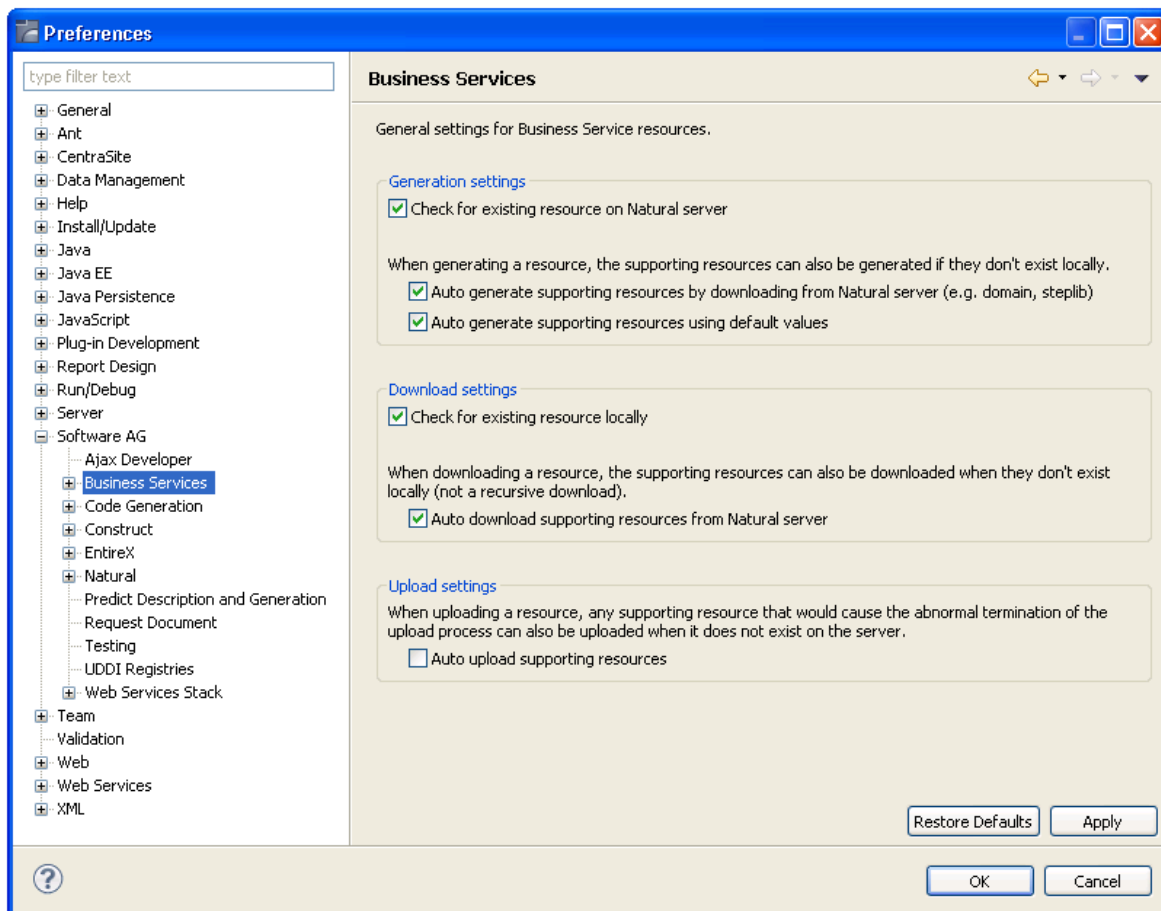 Preferences
type filter text
General
Ant
CentraSite
Data Management
Help
Install/Update
Java
Java EE
Java Persistence
JavaScript
Plug-in Development
Report Design
Run/Debug
Server
Software AG
Ajax Developer
Business Services
Code Generation
Construct
EntireX
Natural
Predict Description and Generation
Request Document
Testing
UDDI Registries
Web Services Stack
Team
Validation
Web
Web Services
XML
Business Services
General settings for Business Service resources.
Generation settings
Check for existing resource on Natural server
When generating a resource, the supporting resources can also be generated if they don't exist locally.
Auto generate supporting resources by downloading from Natural server (e.g. domain, steplib)
Auto generate supporting resources using default values
Download settings
Check for existing resource locally
When downloading a resource, the supporting resources can also be downloaded when they don't exist
locally (not a recursive download).
Auto download supporting resources from Natural server
Upload settings
When uploading a resource, any supporting resource that would cause the abnormal termination of the
upload process can also be uploaded when it does not exist on the server.
Auto upload supporting resources
Restore Defaults
Apply
?
OK
Cancel